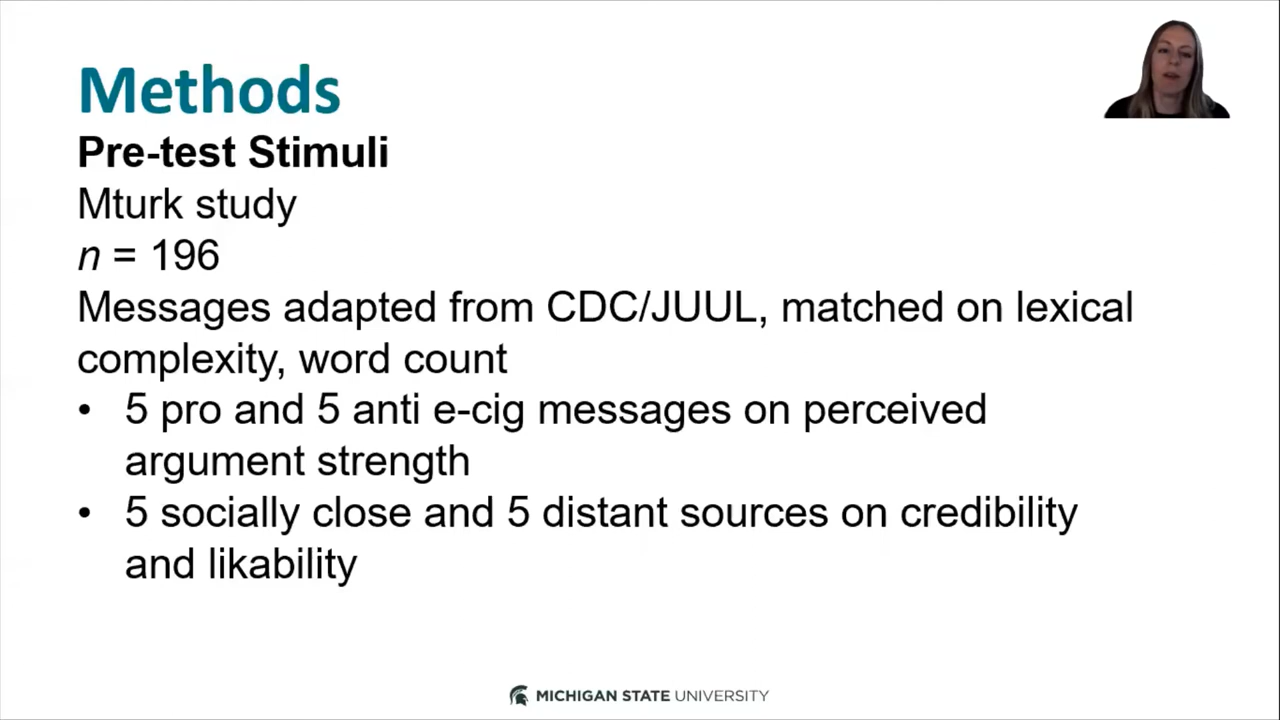 Methods
Pre-test Stimuli
Mturk study
n = 196
Messages adapted from CDC/JUUL, matched on lexical
complexity, word count
• 5 pro and 5 anti e-cig messages on perceived
argument strength
• 5 socially close and 5 distant sources on credibility
and likability
MICHIGAN STATE UNIVERSITY